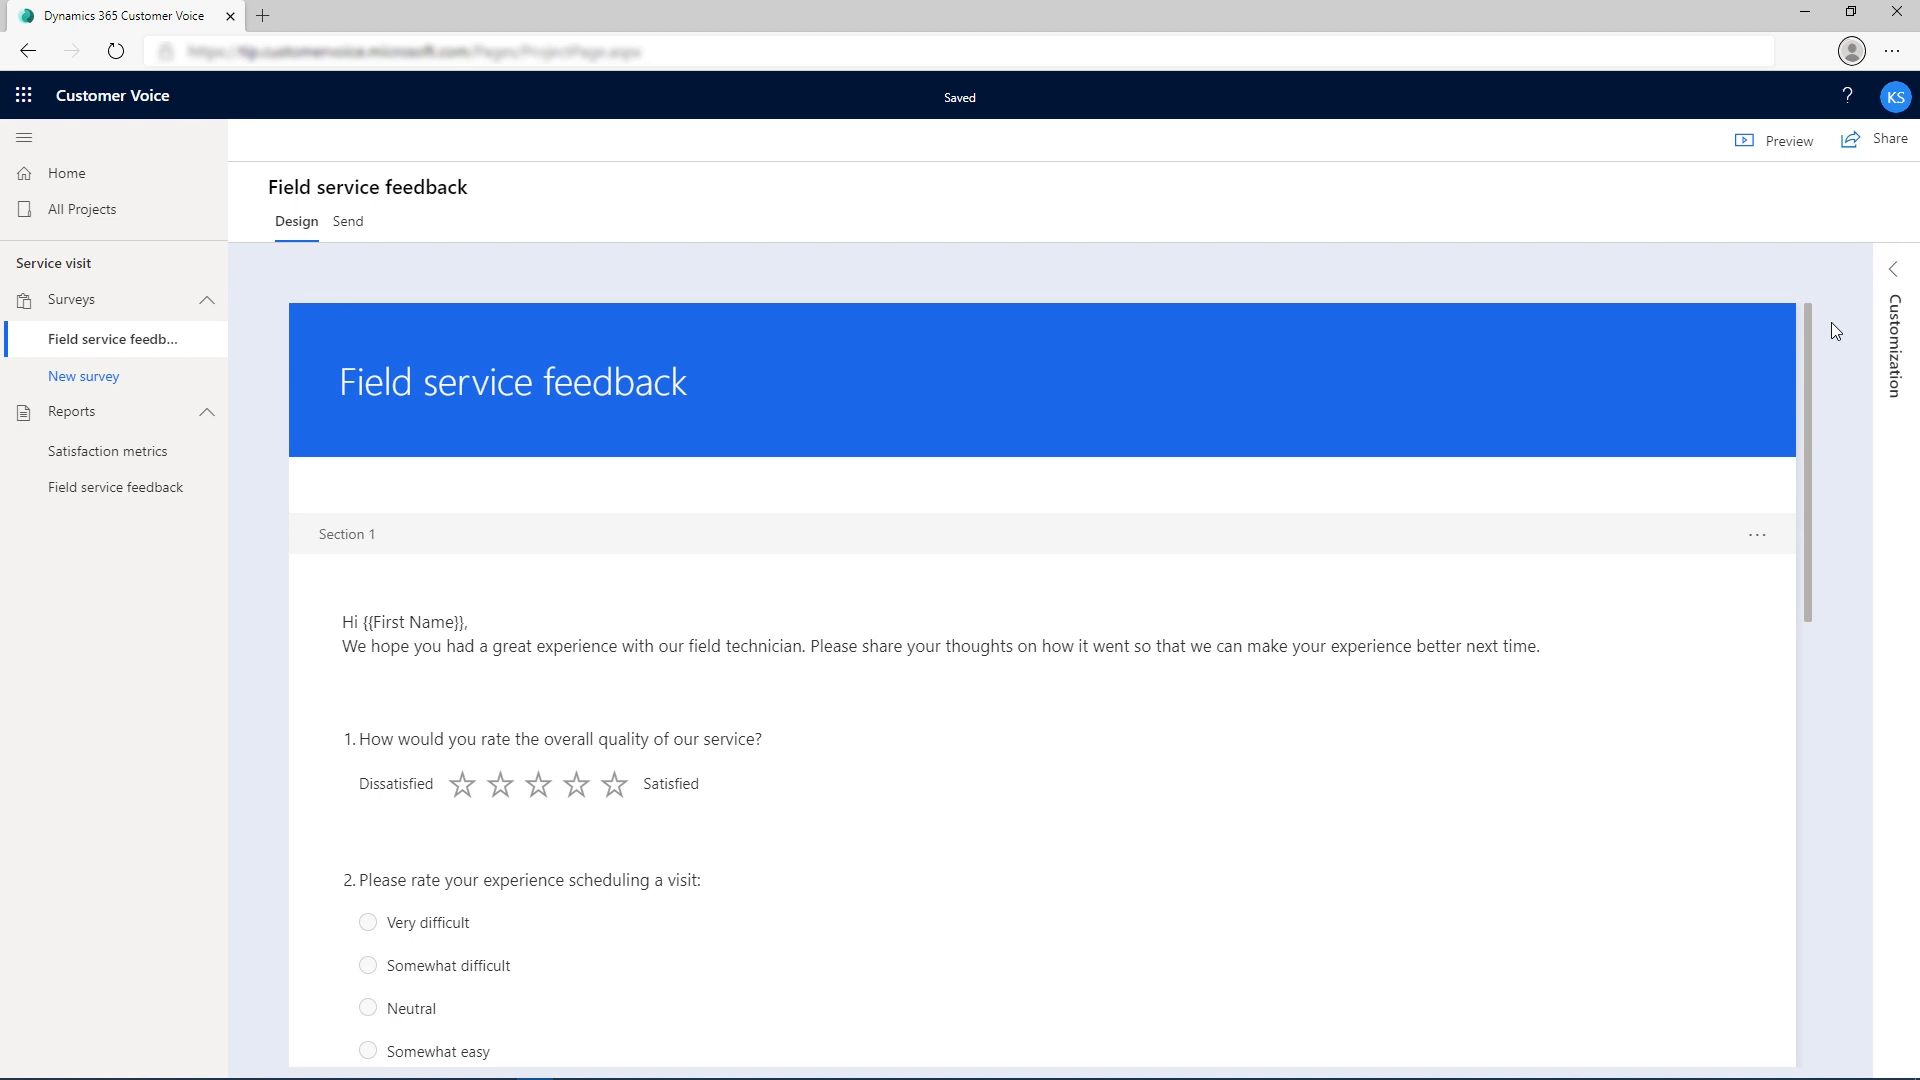 Dynamics 365 Customer Voice
Customer Voice
Saved
?
KS
Preview
Share
Home
All Projects
Service visit
Surveys
Field service feedb...
New survey
Reports
Satisfaction metrics
Field service feedback
Field service feedback
Design
Send
Customization
Field service feedback
Section 1
Hi {{First Name}},
We hope you had a great experience with our field technician. Please share your thoughts on how it went so that we can make your experience better next time.
1. How would you rate the overall quality of our service?
Dissatisfied
Satisfied
2. Please rate your experience scheduling a visit:
Very difficult
Somewhat difficult
Neutral
Somewhat easy